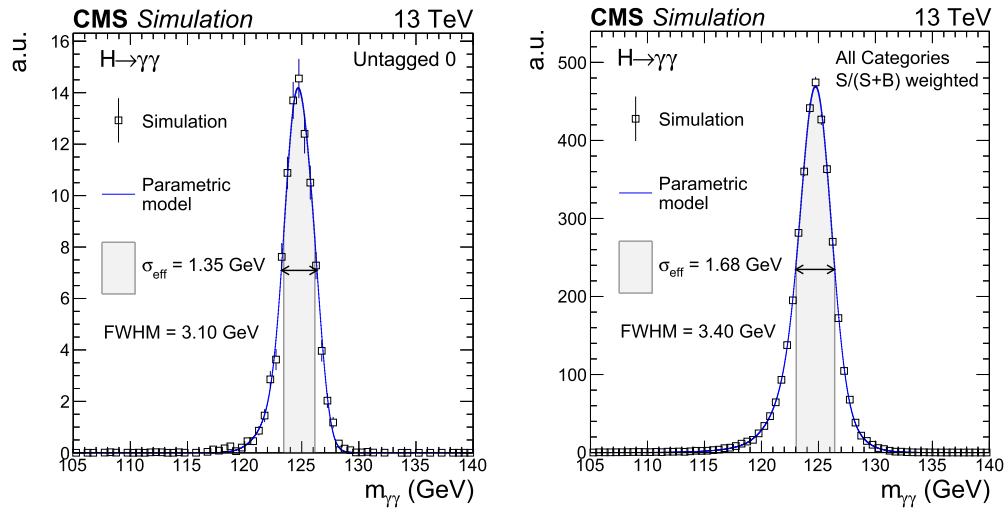 CMS Simulation 13 TeV
a.u.
H→γγ
Untagged 0
Simulation
Parametric
model
σeff = 1.35 GeV
FWHM = 3.10 GeV
16
14
12
10
8
6
4
2
0
105 110 115 120 125 130 135 140
mγγ (GeV)
CMS Simulation 13 TeV
a.u.
H→γγ
All Categories
S/(S+B) weighted
Simulation
Parametric
model
σeff = 1.68 GeV
FWHM = 3.40 GeV
500
400
300
200
100
0
105 110 115 120 125 130 135 140
mγγ (GeV)